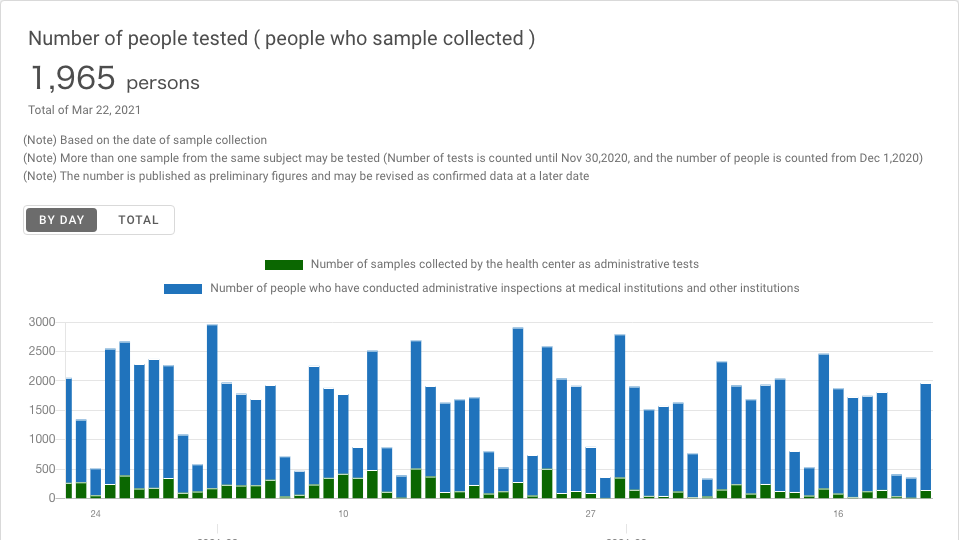 Number of people tested ( people who sample collected )
1,965 persons
Total of Mar 22, 2021
(Note) Based on the date of sample collection
(Note) More than one sample from the same subject may be tested (Number of tests is counted until Nov 30,2020, and the number of people is counted from Dec 1,2020)
(Note) The number is published as preliminary figures and may be revised as confirmed data at a later date
BY DAY TOTAL
Number of samples collected by the health center as administrative tests
Number of people who have conducted administrative inspections at medical institutions and other institutions
3000
2500
2000
1500
1000
500
0
24 10 27 16